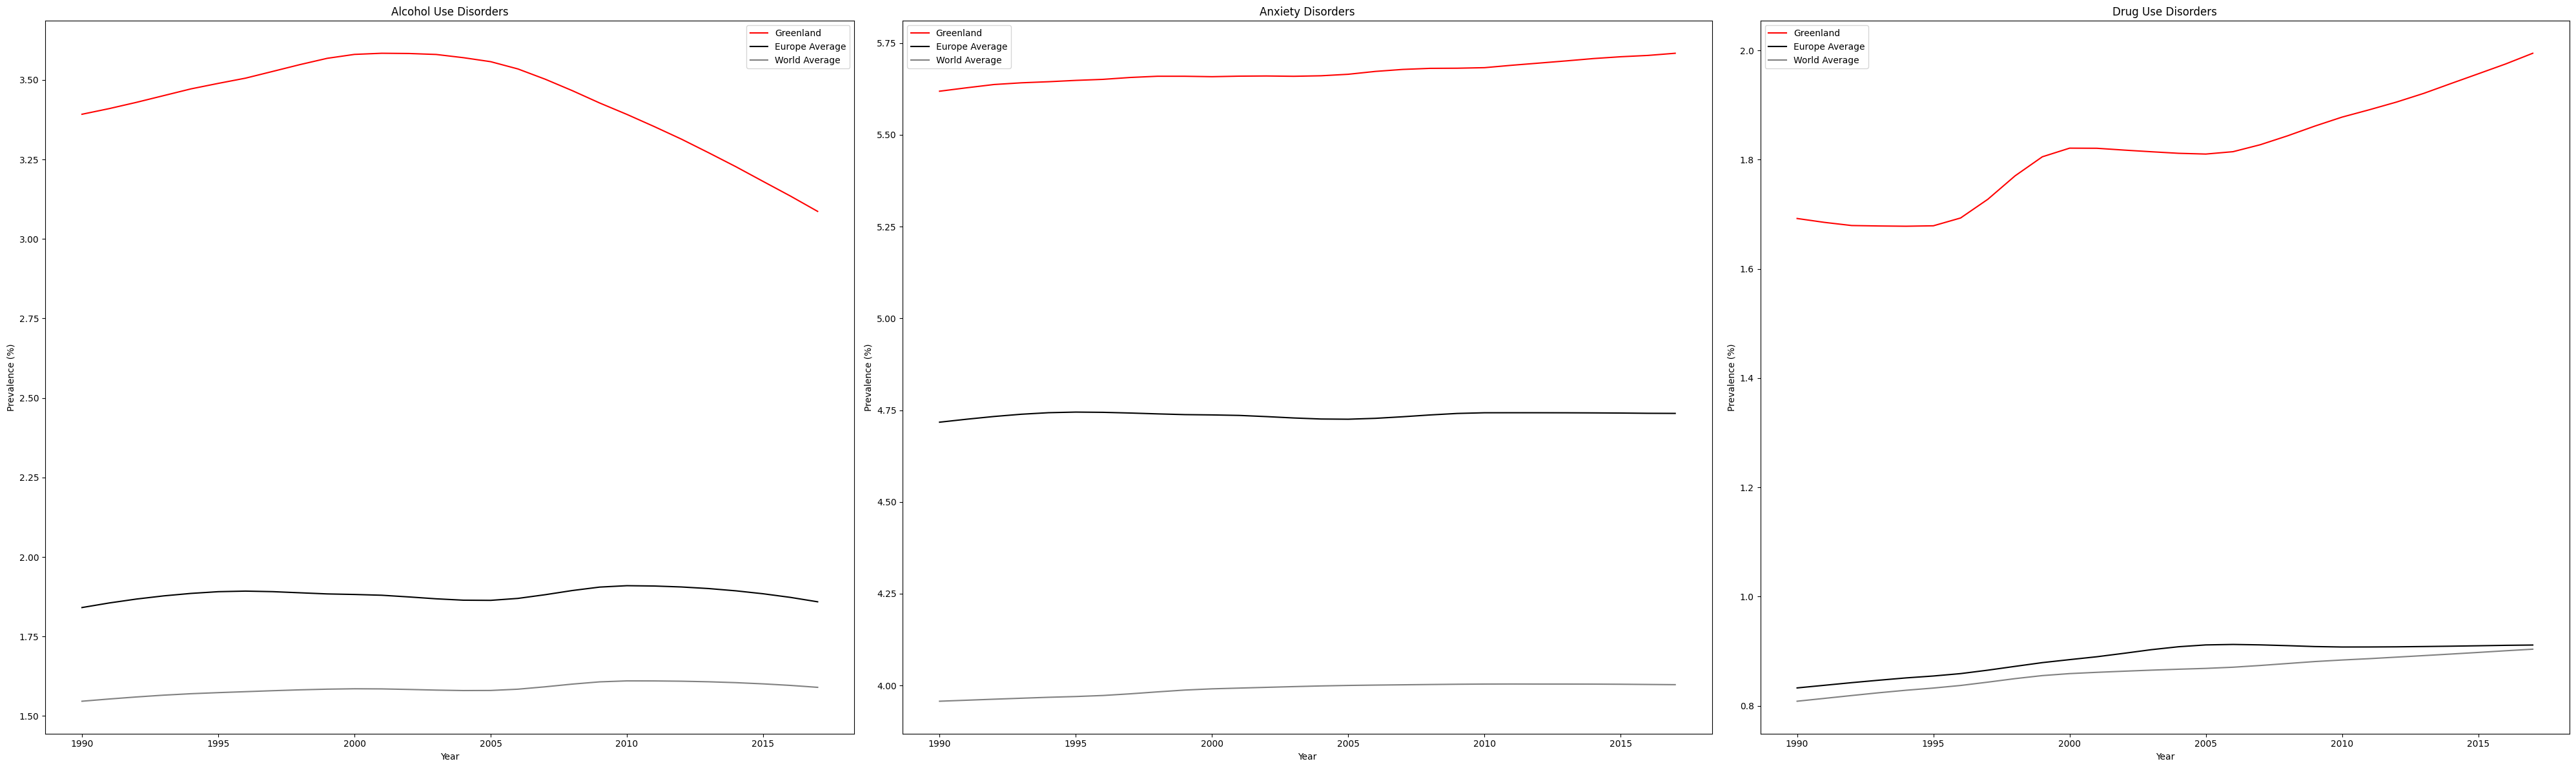 Alcohol Use Disorders
Greenland
Europe Average
World Average
Prevalence (%)
3.50
3.25
3.00
2.75
2.50
2.25
2.00
1.75
1.50
1990
1995
2000
2005
2010
2015
Year
Anxiety Disorders
Greenland
Europe Average
World Average
Prevalence (%)
5.75
5.50
5.25
5.00
4.75
4.50
4.25
4.00
1990
1995
2000
2005
2010
2015
Year
Drug Use Disorders
Greenland
Europe Average
World Average
Prevalence (%)
2.0
1.8
1.6
1.4
1.2
1.0
0.8
1990
1995
2000
2005
2010
2015
Year